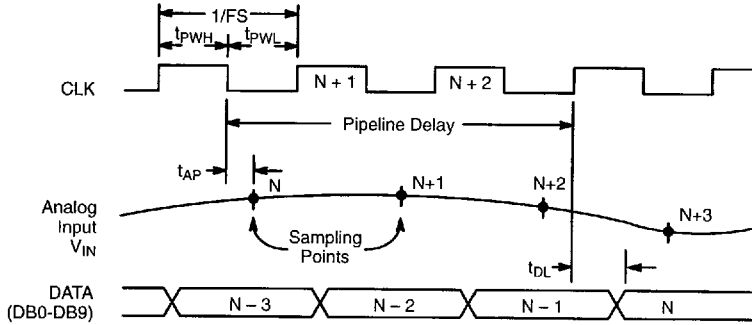 1/FS
tPWH tPWL
CLK N + 1 N + 2
Pipeline Delay
tAP
N N+1 N+2 N+3
Analog
Input
VIN
Sampling
Points
tDL
DATA
(DB0-DB9)
N – 3 N – 2 N – 1 N